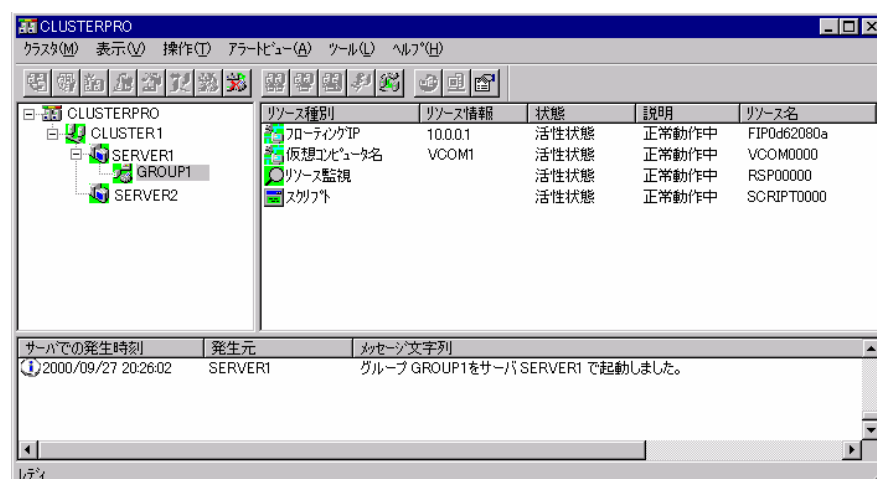 CLUSTERPRO
クラスタ(M) 表示(V) 操作(T) アラートビュー(A) ツール(L) ヘルプ(H)
CLUSTERPRO
CLUSTER1
SERVER1
GROUP1
SERVER2
リソース種別 リソース情報 状態 説明 リソース名
フローティングIP 10.0.0.1 活性状態 正常動作中 FIP0d62080a
仮想コンピュータ名 VCOM1 活性状態 正常動作中 VCOM0000
リソース監視 活性状態 正常動作中 RSP00000
スクリプト 活性状態 正常動作中 SCRIPT0000
サーバでの発生時刻 発生元 メッセージ文字列
2000/09/27 20:26:02 SERVER1 グループ GROUP1をサーバ SERVER1 で起動しました。
レディ